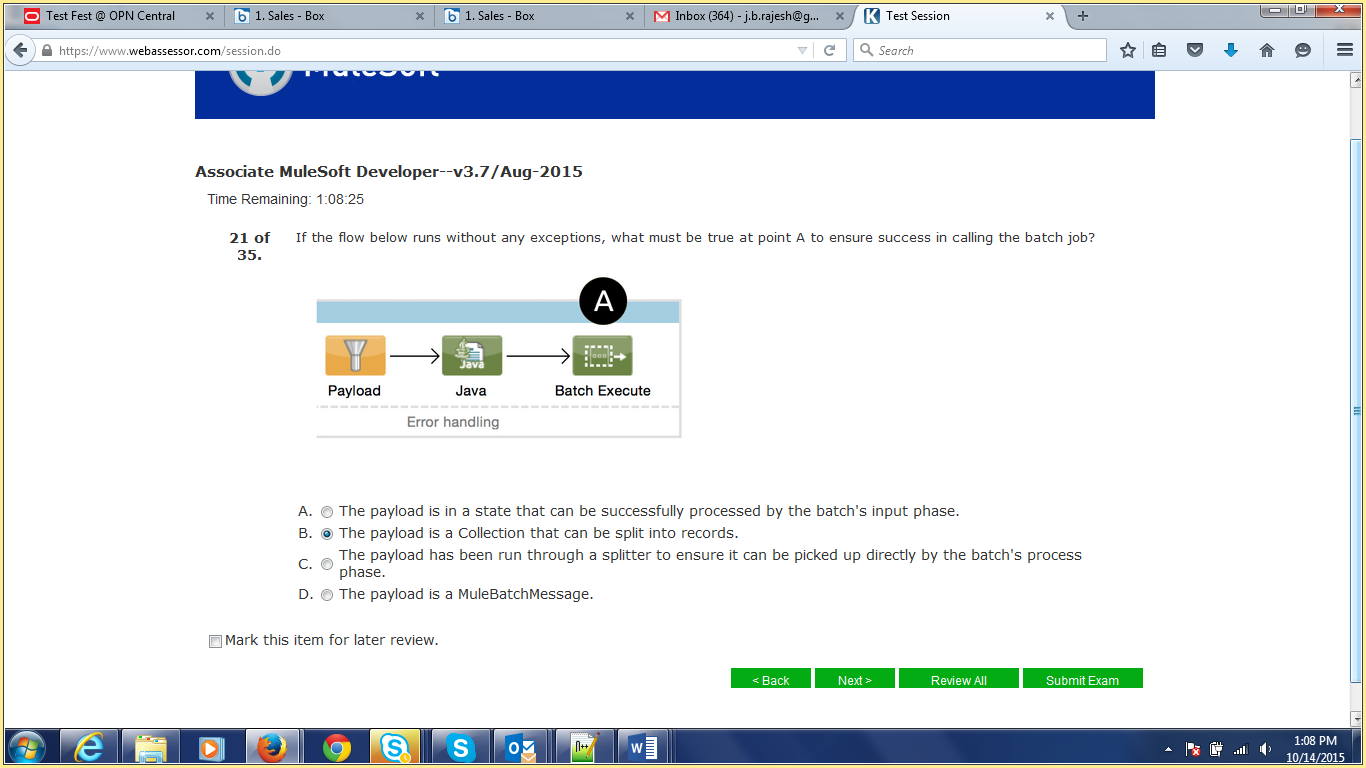 Test Fest @ OPN Central
1. Sales - Box
1. Sales - Box
Inbox (364) - j.b.rajesh@g...
Test Session
https://www.webassessor.com/session.do
Search
MuleSoft
Associate MuleSoft Developer--v3.7/Aug-2015
Time Remaining: 1:08:25
21 of
35.
If the flow below runs without any exceptions, what must be true at point A to ensure success in calling the batch job?
A
Java
Payload
Java
Batch Execute
Error handling
A. The payload is in a state that can be successfully processed by the batch's input phase.
B. The payload is a Collection that can be split into records.
C. The payload has been run through a splitter to ensure it can be picked up directly by the batch's process
phase.
D. The payload is a MuleBatchMessage.
Mark this item for later review.
< Back
Next >
Review All
Submit Exam
1:08 PM
10/14/2015